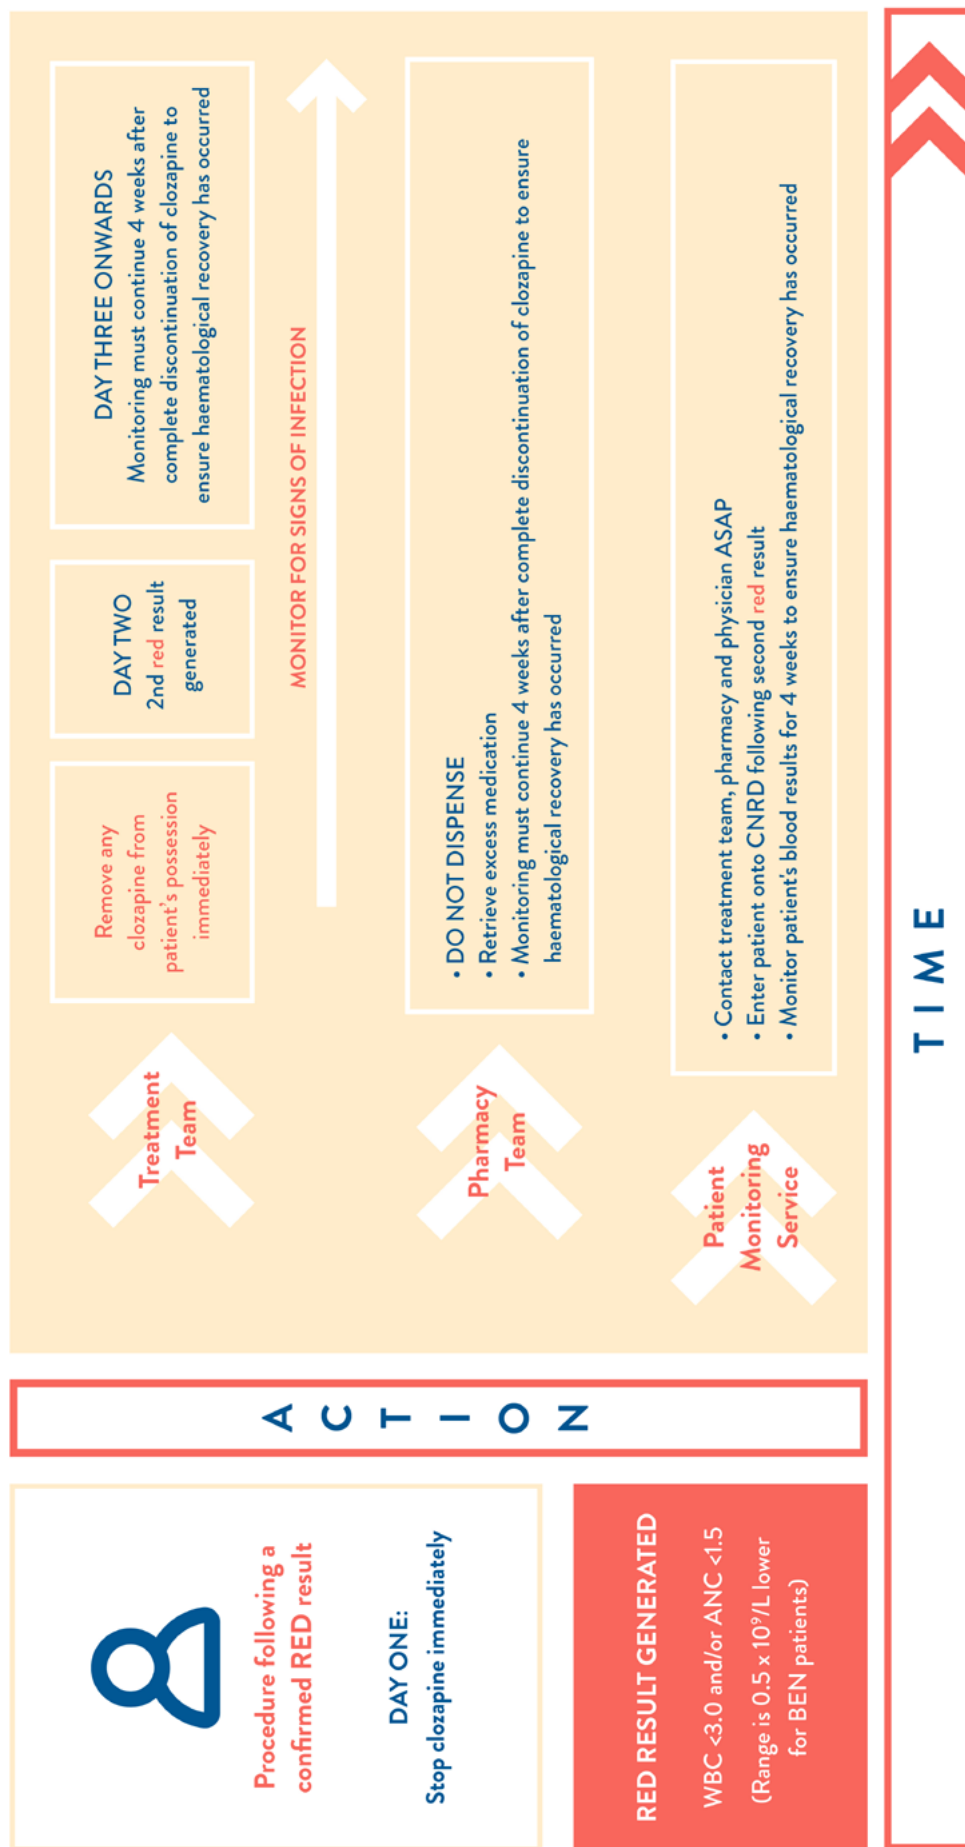 Procedure following a
confirmed RED result
DAY ONE:
Stop clozapine immediately
RED RESULT GENERATED
WBC <3.0 and/or ANC <1.5
(Range is 0.5 x 10⁹/L lower
for BEN patients)
ACTION
Treatment
Team
Remove any
clozapine from
patient's possession
immediately
DAY TWO
2nd red result
generated
DAY THREE ONWARDS
Monitoring must continue 4 weeks after
complete discontinuation of clozapine to
ensure haematological recovery has occurred
MONITOR FOR SIGNS OF INFECTION
Pharmacy
Team
• DO NOT DISPENSE
• Retrieve excess medication
• Monitoring must continue 4 weeks after complete discontinuation of clozapine to ensure
haematological recovery has occurred
Patient
Monitoring
Service
• Contact treatment team, pharmacy and physician ASAP
• Enter patient onto CNRD following second red result
• Monitor patient's blood results for 4 weeks to ensure haematological recovery has occurred
TIME